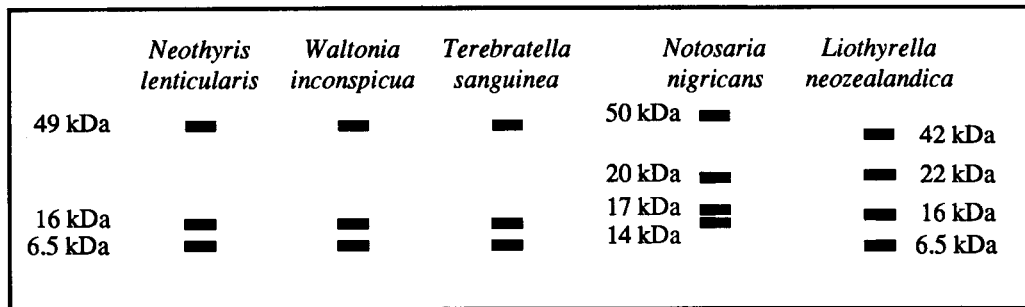 Neothyris lenticularis
Waltonia inconspicua
Terebratella sanguinea
Notosaria nigricans
Liothyrella neozealandica
49 kDa
16 kDa
6.5 kDa
50 kDa
20 kDa
17 kDa
14 kDa
42 kDa
22 kDa
16 kDa
6.5 kDa